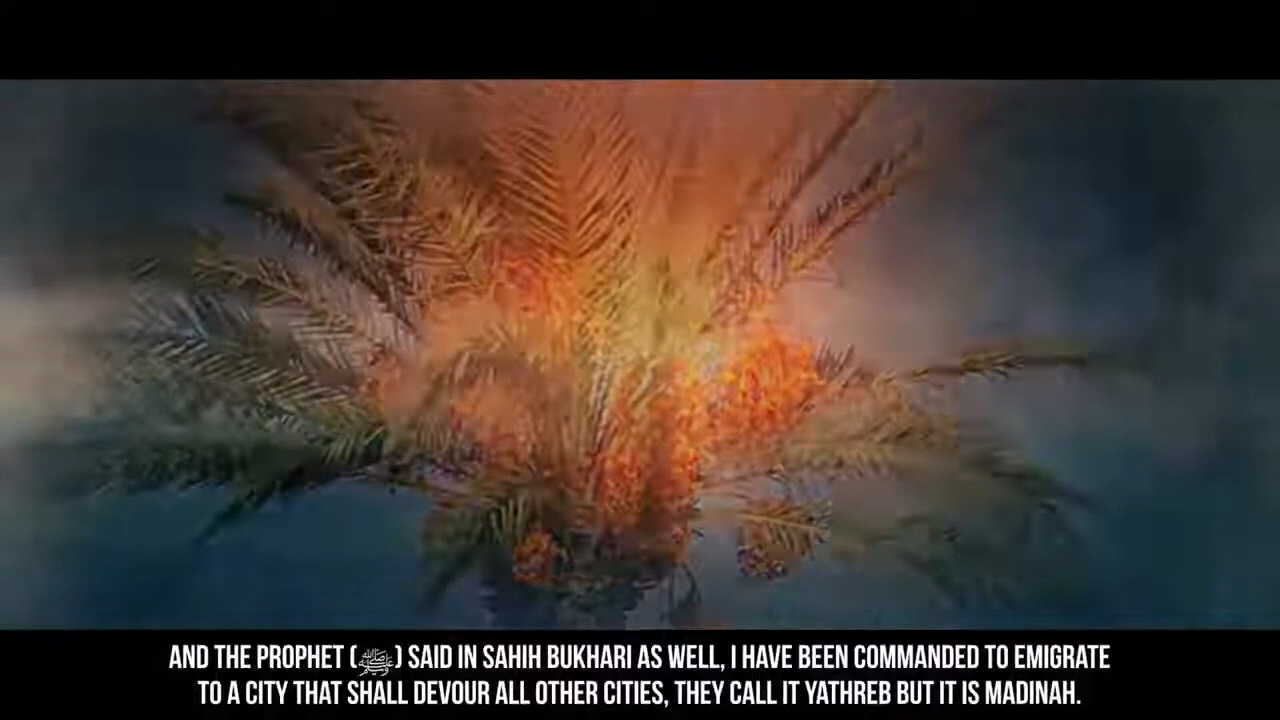 AND THE PROPHET (ﷺ) SAID IN SAHIH BUKHARI AS WELL, I HAVE BEEN COMMANDED TO EMIGRATE
TO A CITY THAT SHALL DEVOUR ALL OTHER CITIES, THEY CALL IT YATHREB BUT IT IS MADINAH.